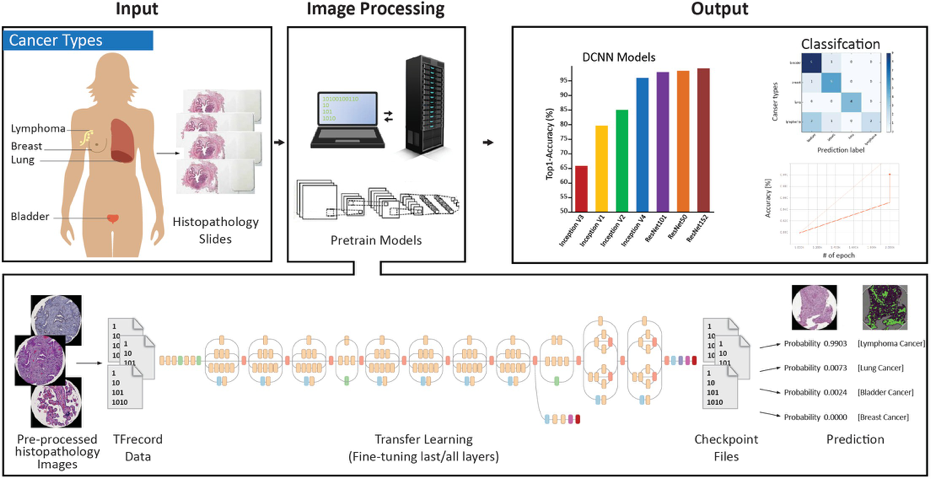 Input
Image Processing
Output
Cancer Types
Lymphoma
Breast
Lung
Bladder
Histopathology
Slides
10100100111
10
101
1010
Pretrain Models
DCNN Models
Top1-Accuracy (%)
95
90
85
80
75
70
65
60
55
50
Inception V3
Inception V1
Inception V2
Inception V4
ResNet101
ResNet50
ResNet152
Classifcation
Canser types
Prediction label
Accuracy [%]
# of epoch
Pre-processed
histopathology
Images
1
10
10
101
1
10
101
1010
TFrecord
Data
Transfer Learning
(Fine-tuning last/all layers)
1
10
10
101
1
10
101
1010
Checkpoint
Files
Probability 0.9903 [Lymphoma Cancer]
Probability 0.0073 [Lung Cancer]
Probability 0.0024 [Bladder Cancer]
Probability 0.0000 [Breast Cancer]
Prediction